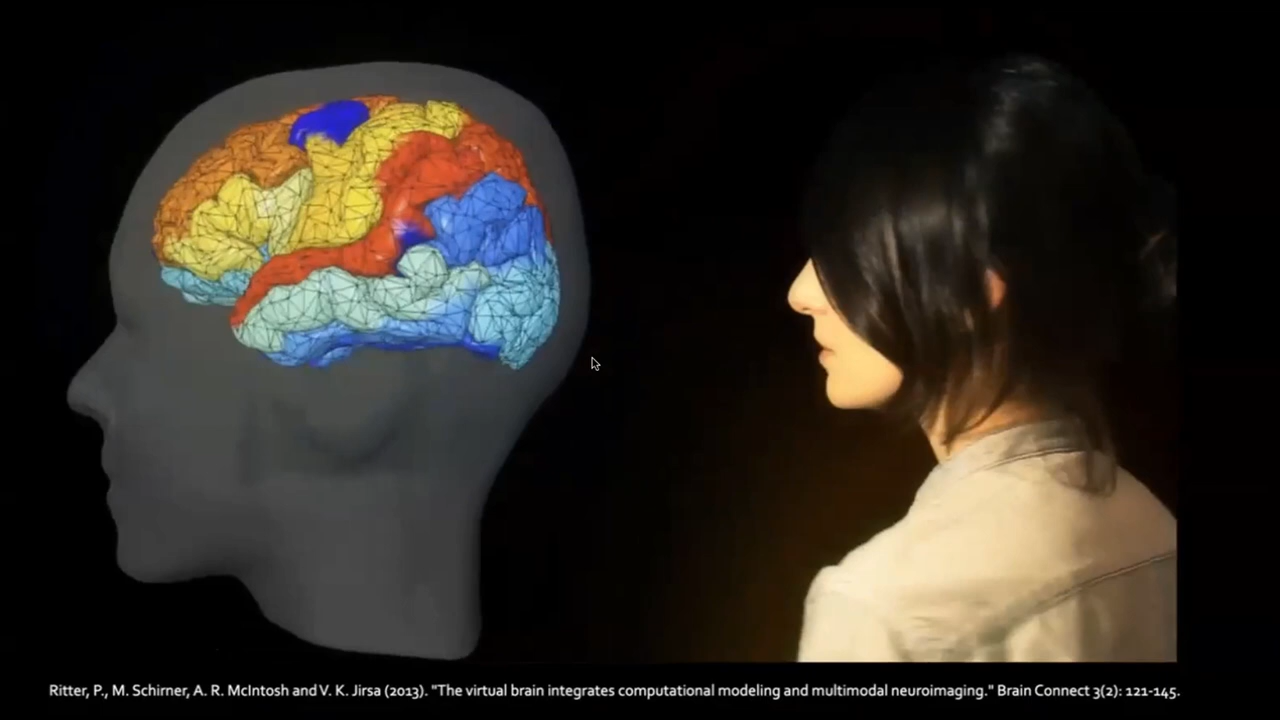 Ritter, P., M. Schirner, A. R. McIntosh and V. K. Jirsa (2013). "The virtual brain integrates computational modeling and multimodal neuroimaging." Brain Connect 3(2): 121-145.